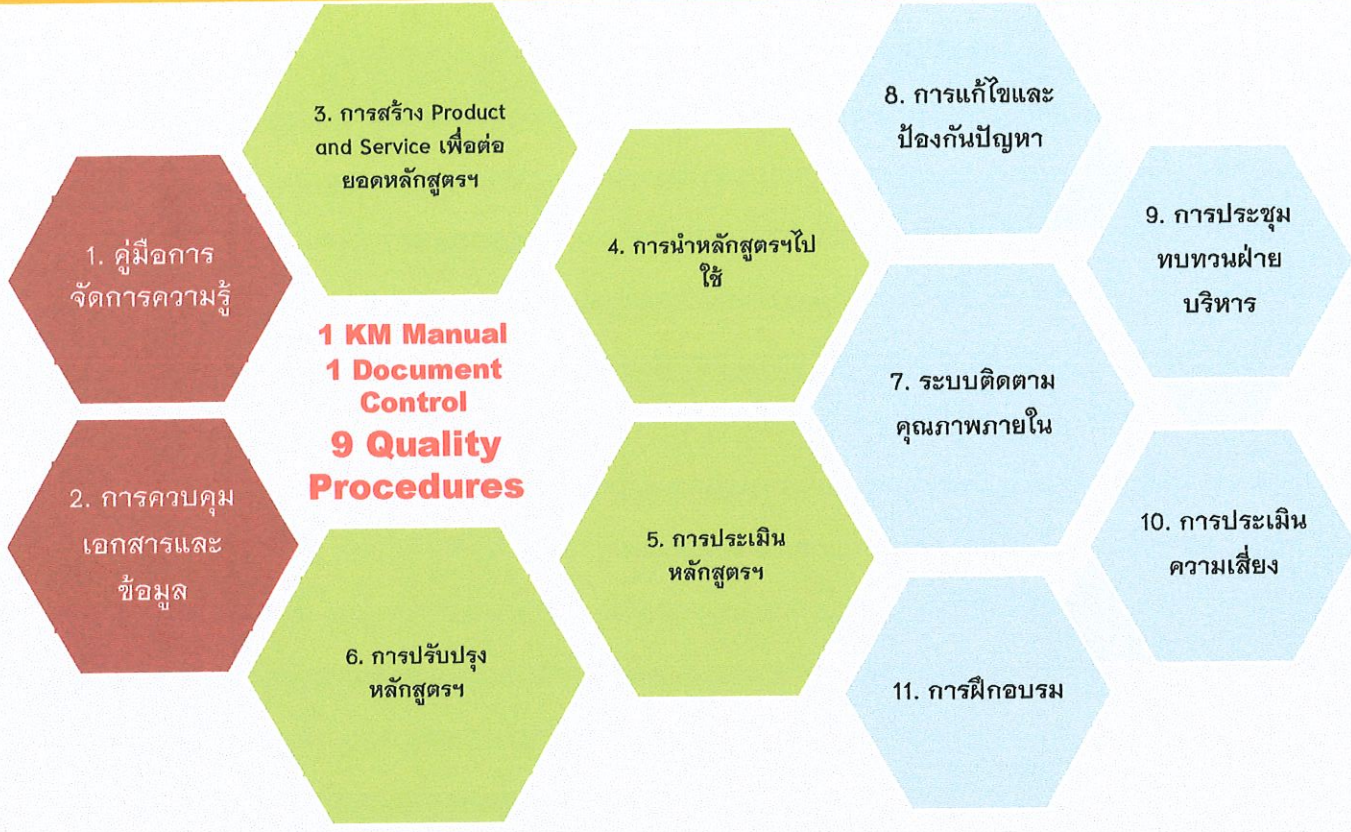 1. คู่มือการ
จัดการความรู้
2. การควบคุม
เอกสารและ
ข้อมูล
3. การสร้าง Product
and Service เพื่อต่อ
ยอดหลักสูตรฯ
1 KM Manual
1 Document
Control
9 Quality
Procedures
4. การนำหลักสูตรฯไป
ใช้
5. การประเมิน
หลักสูตรฯ
6. การปรับปรุง
หลักสูตรฯ
7. ระบบติดตาม
คุณภาพภายใน
8. การแก้ไขและ
ป้องกันปัญหา
9. การประชุม
ทบทวนฝ่าย
บริหาร
10. การประเมิน
ความเสี่ยง
11. การฝึกอบรม